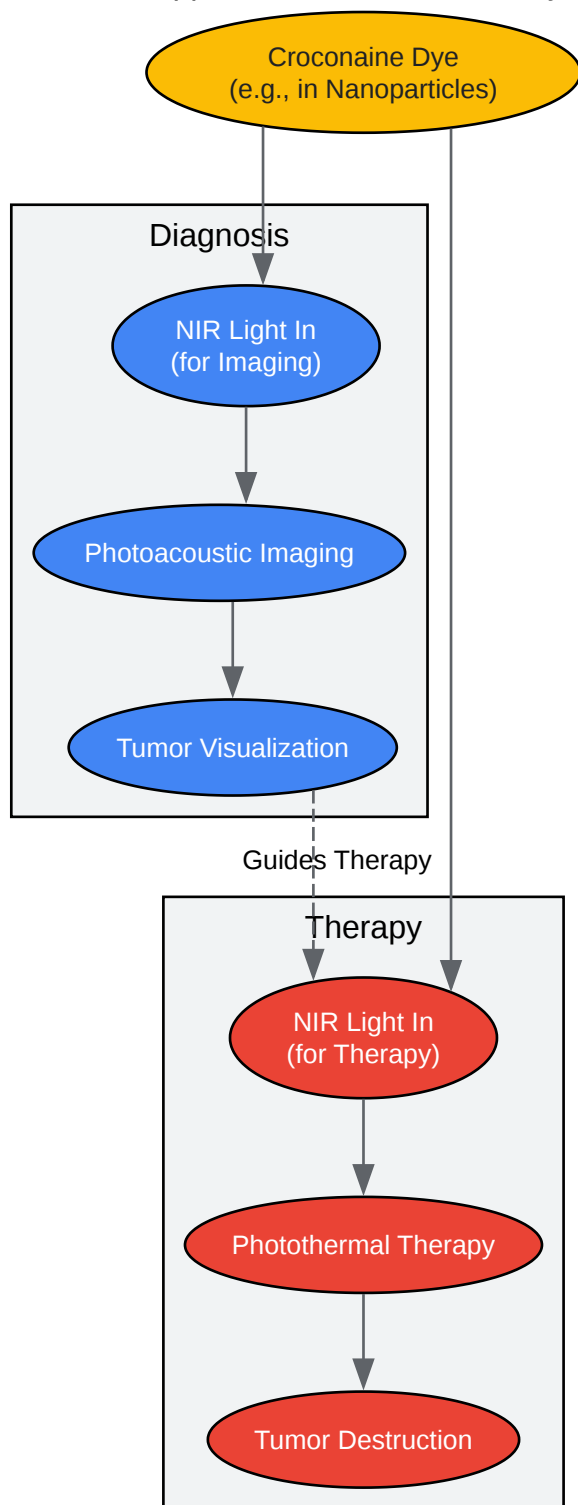 Croconaine Dye
(e.g., in Nanoparticles)
Diagnosis
NIR Light In
(for Imaging)
Photoacoustic Imaging
Tumor Visualization
Guides Therapy
Therapy
NIR Light In
(for Therapy)
Photothermal Therapy
Tumor Destruction